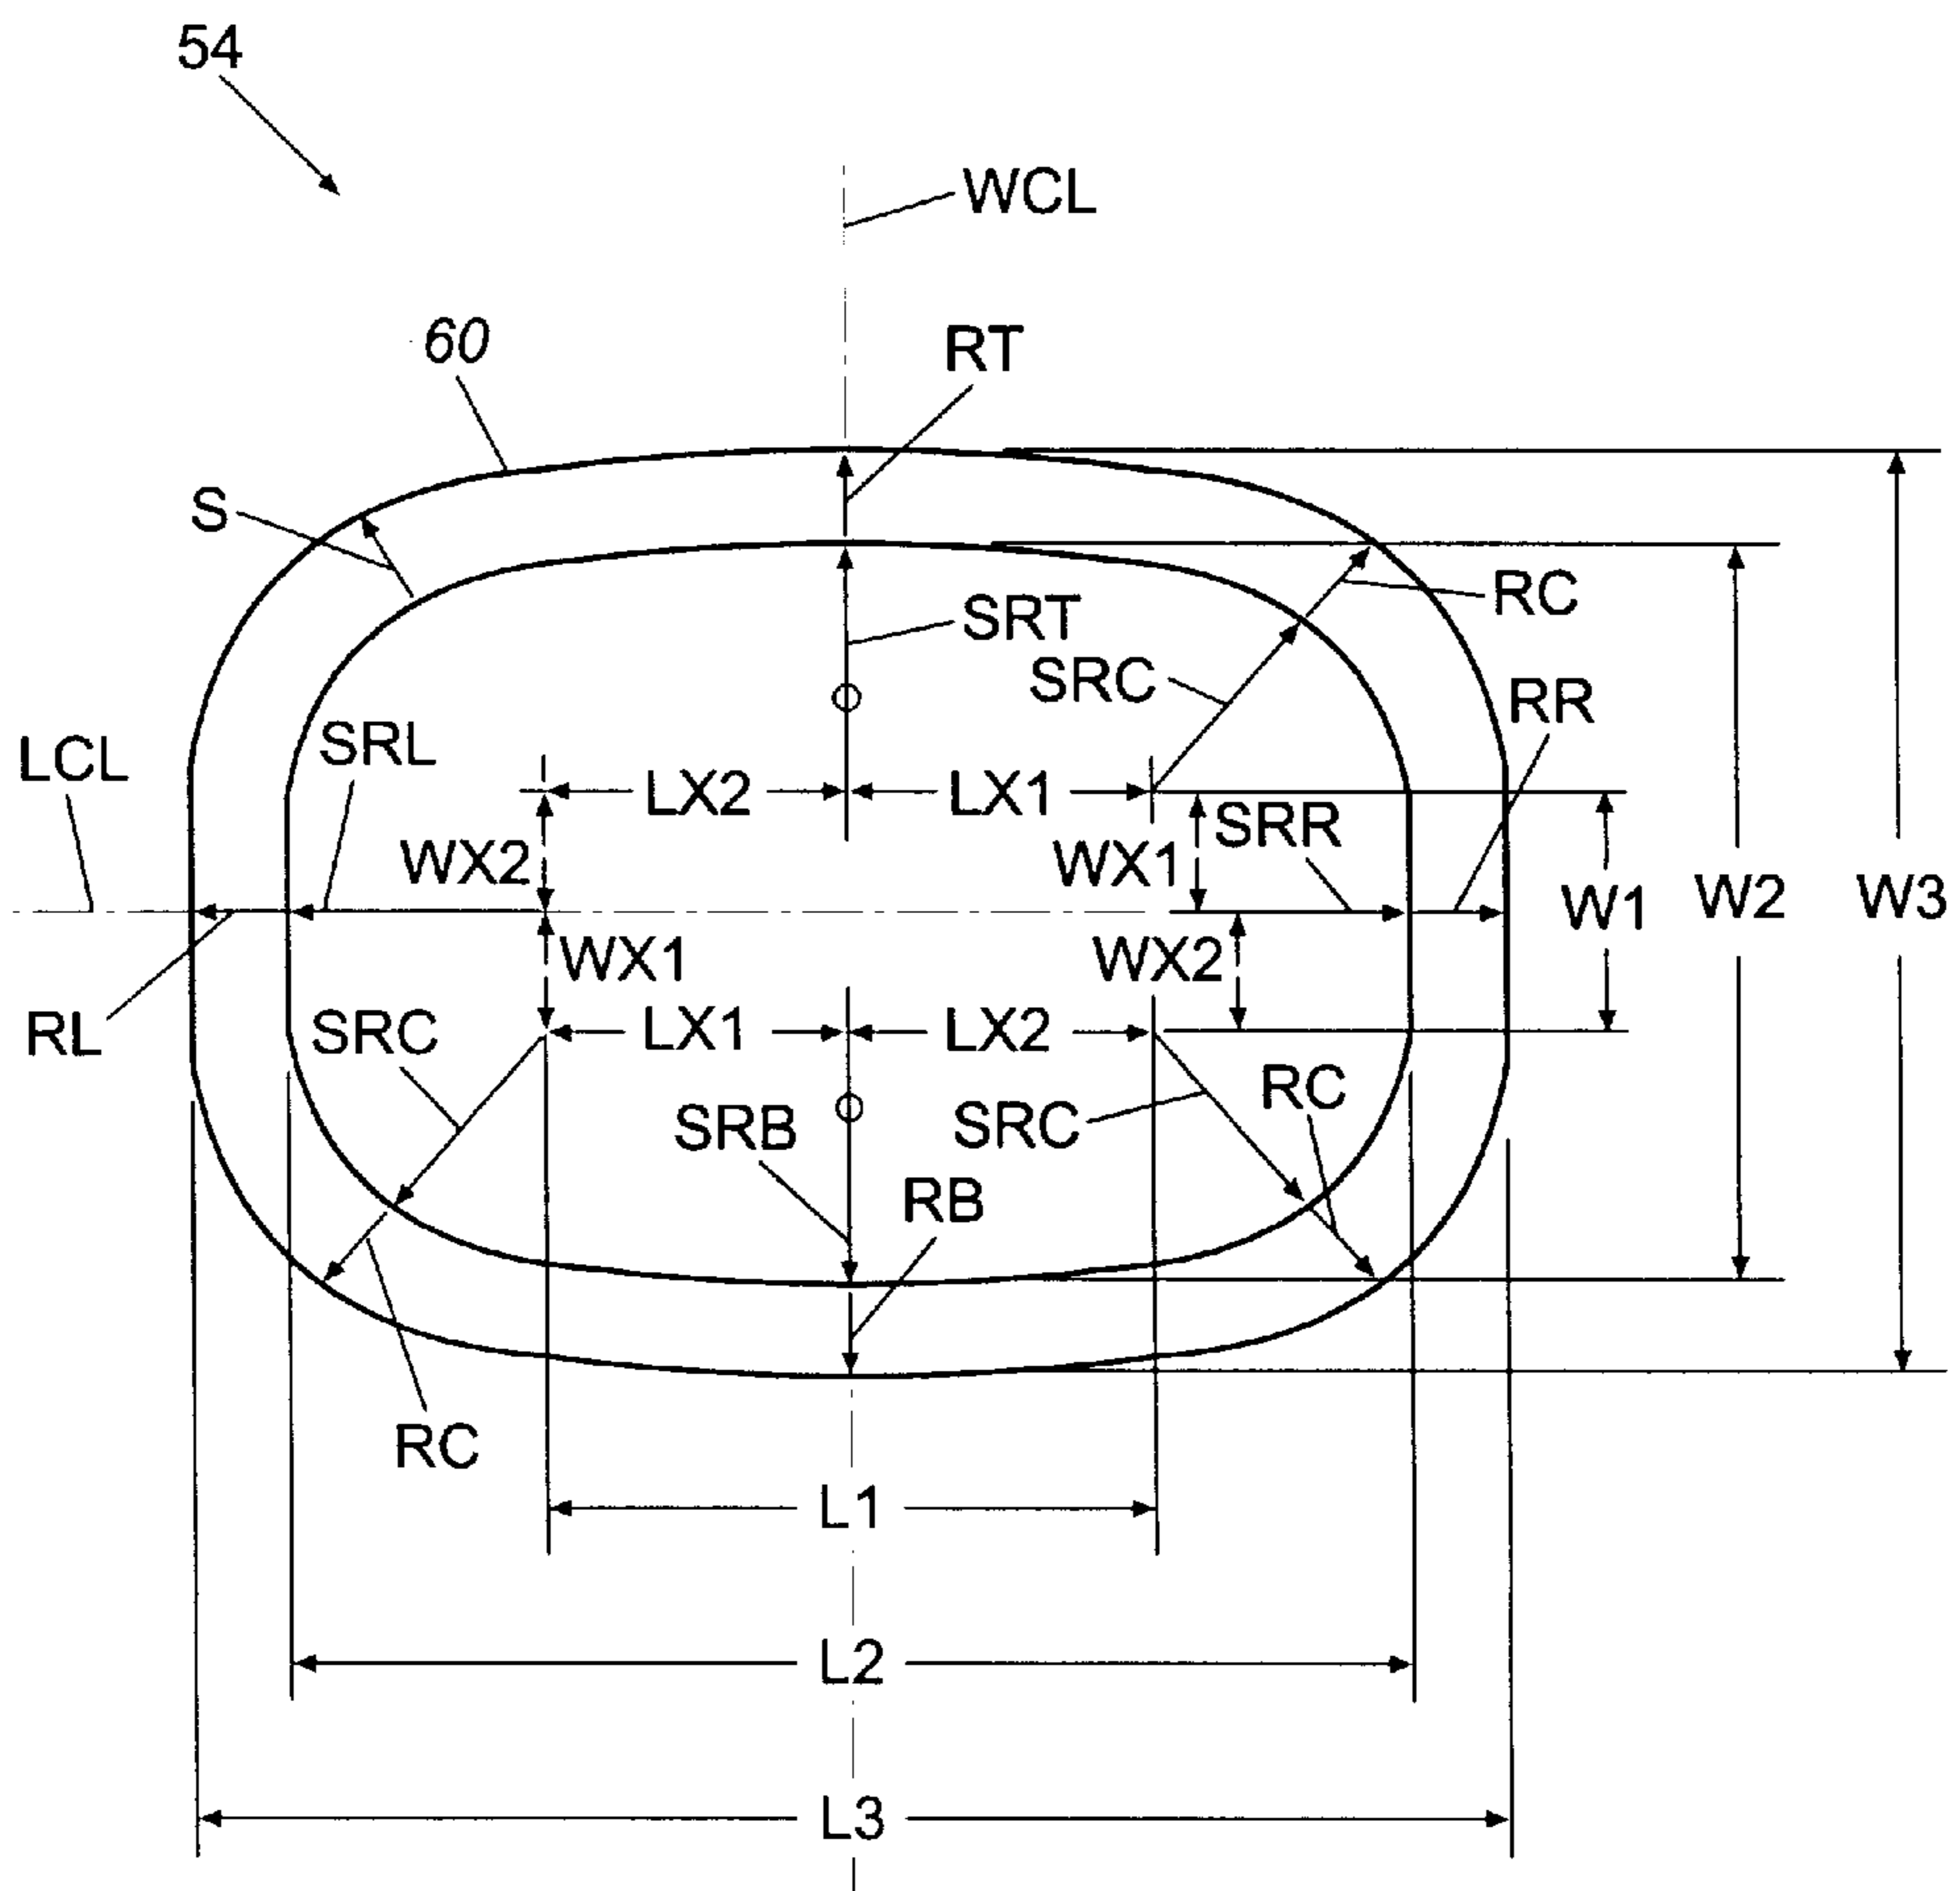 54
WCL
60
RT
S
RC
SRT
SRC
RR
LCL
SRL
LX2
LX1
SRR
WX2
WX1
W1
W2
W3
WX1
WX2
RL
SRC
LX1
LX2
RC
SRB
SRC
RB
RC
L1
L2
L3